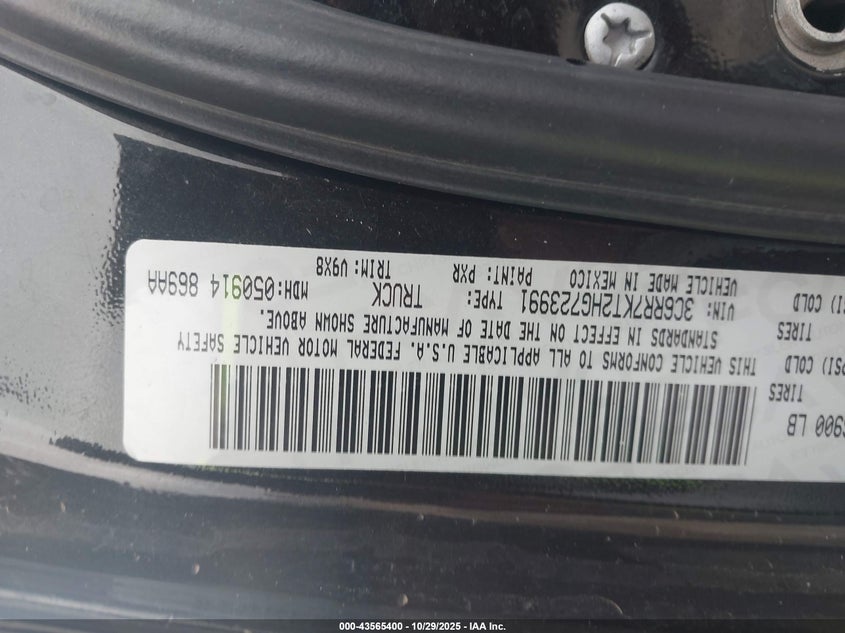 6900 LB
TIRES
PSI) COLD
TIRES
PSI) COLD
THIS VEHICLE CONFORMS TO ALL APPLICABLE U.S.A. FEDERAL MOTOR VEHICLE SAFETY
STANDARDS IN EFFECT ON THE DATE OF MANUFACTURE SHOWN ABOVE.
VIN: 3C6RR7KT2HG723991 TYPE: TRUCK MDH: 050914 869AA
VEHICLE MADE IN MEXICO PAINT: PXR TRIM: V9X8
000-43565400 - 10/29/2025 - IAA Inc.